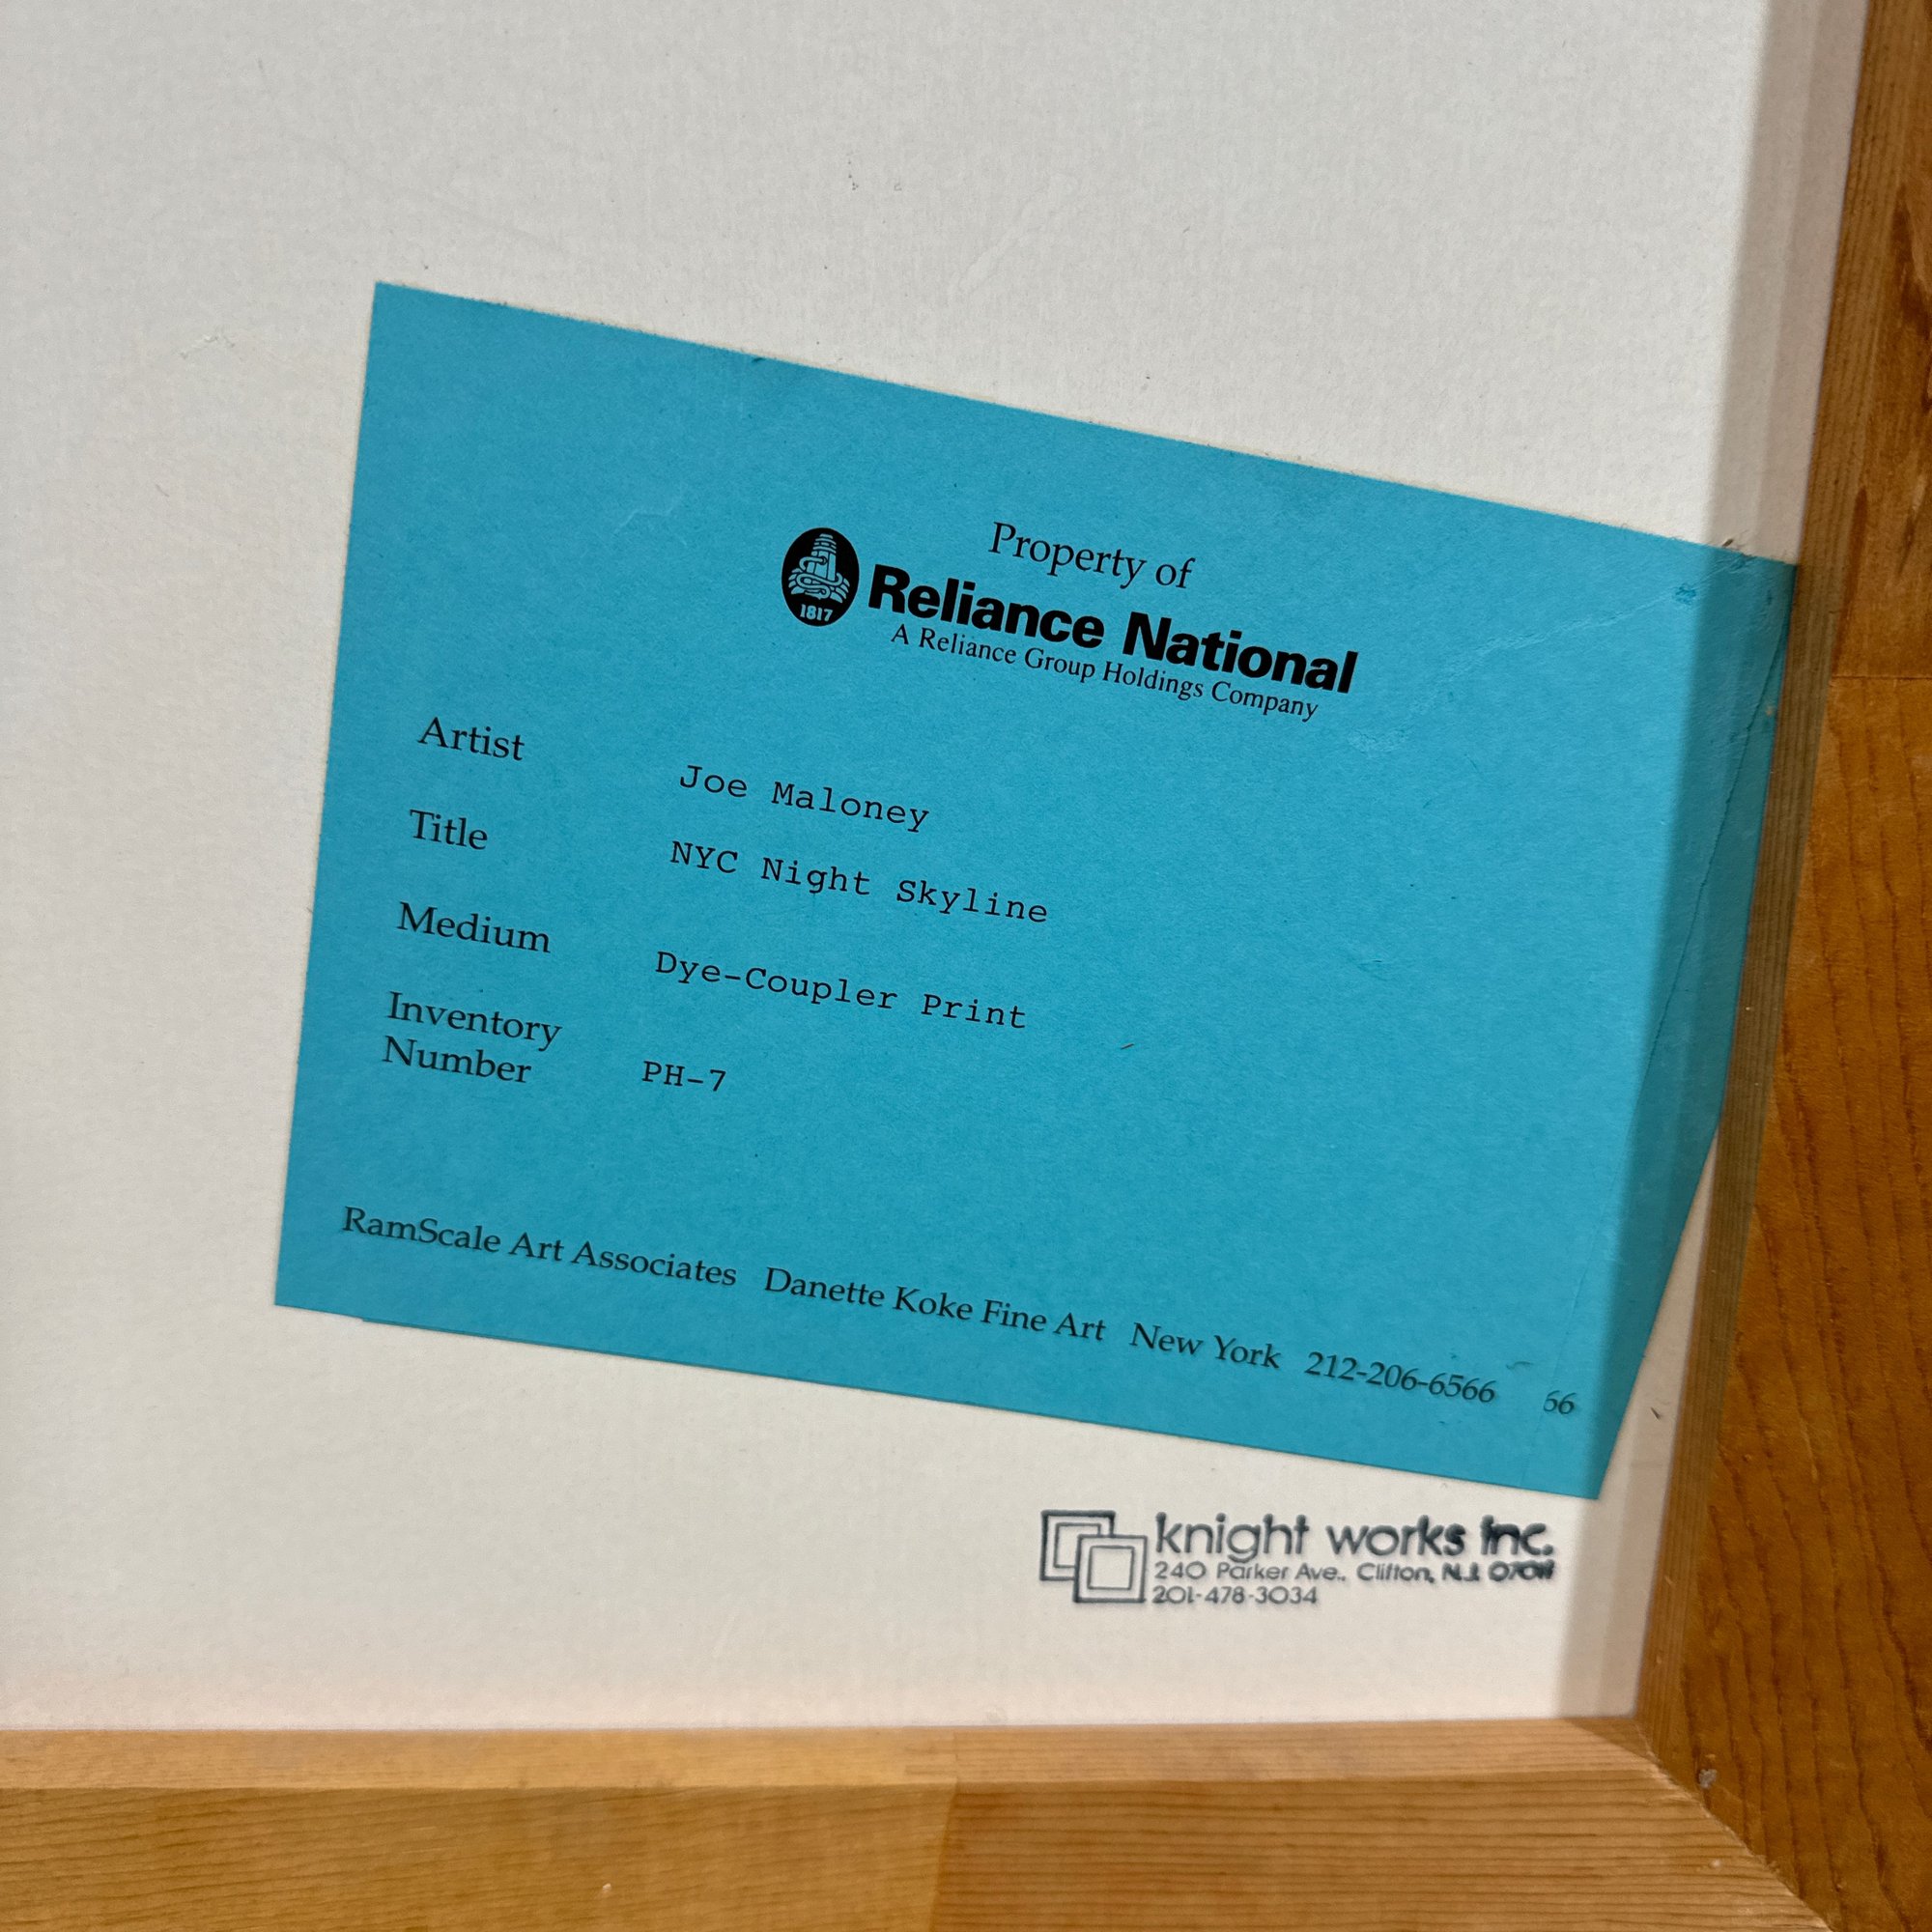 Property of
1817
Reliance National
A Reliance Group Holdings Company
Artist
Joe Maloney
Title
NYC Night Skyline
Medium
Dye-Coupler Print
Inventory
Number
PH-7
RamScale Art Associates Danette Koke Fine Art New York 212-206-6566 66
knight works inc.
240 Parker Ave., Clifton, N.J.
201-478-3034